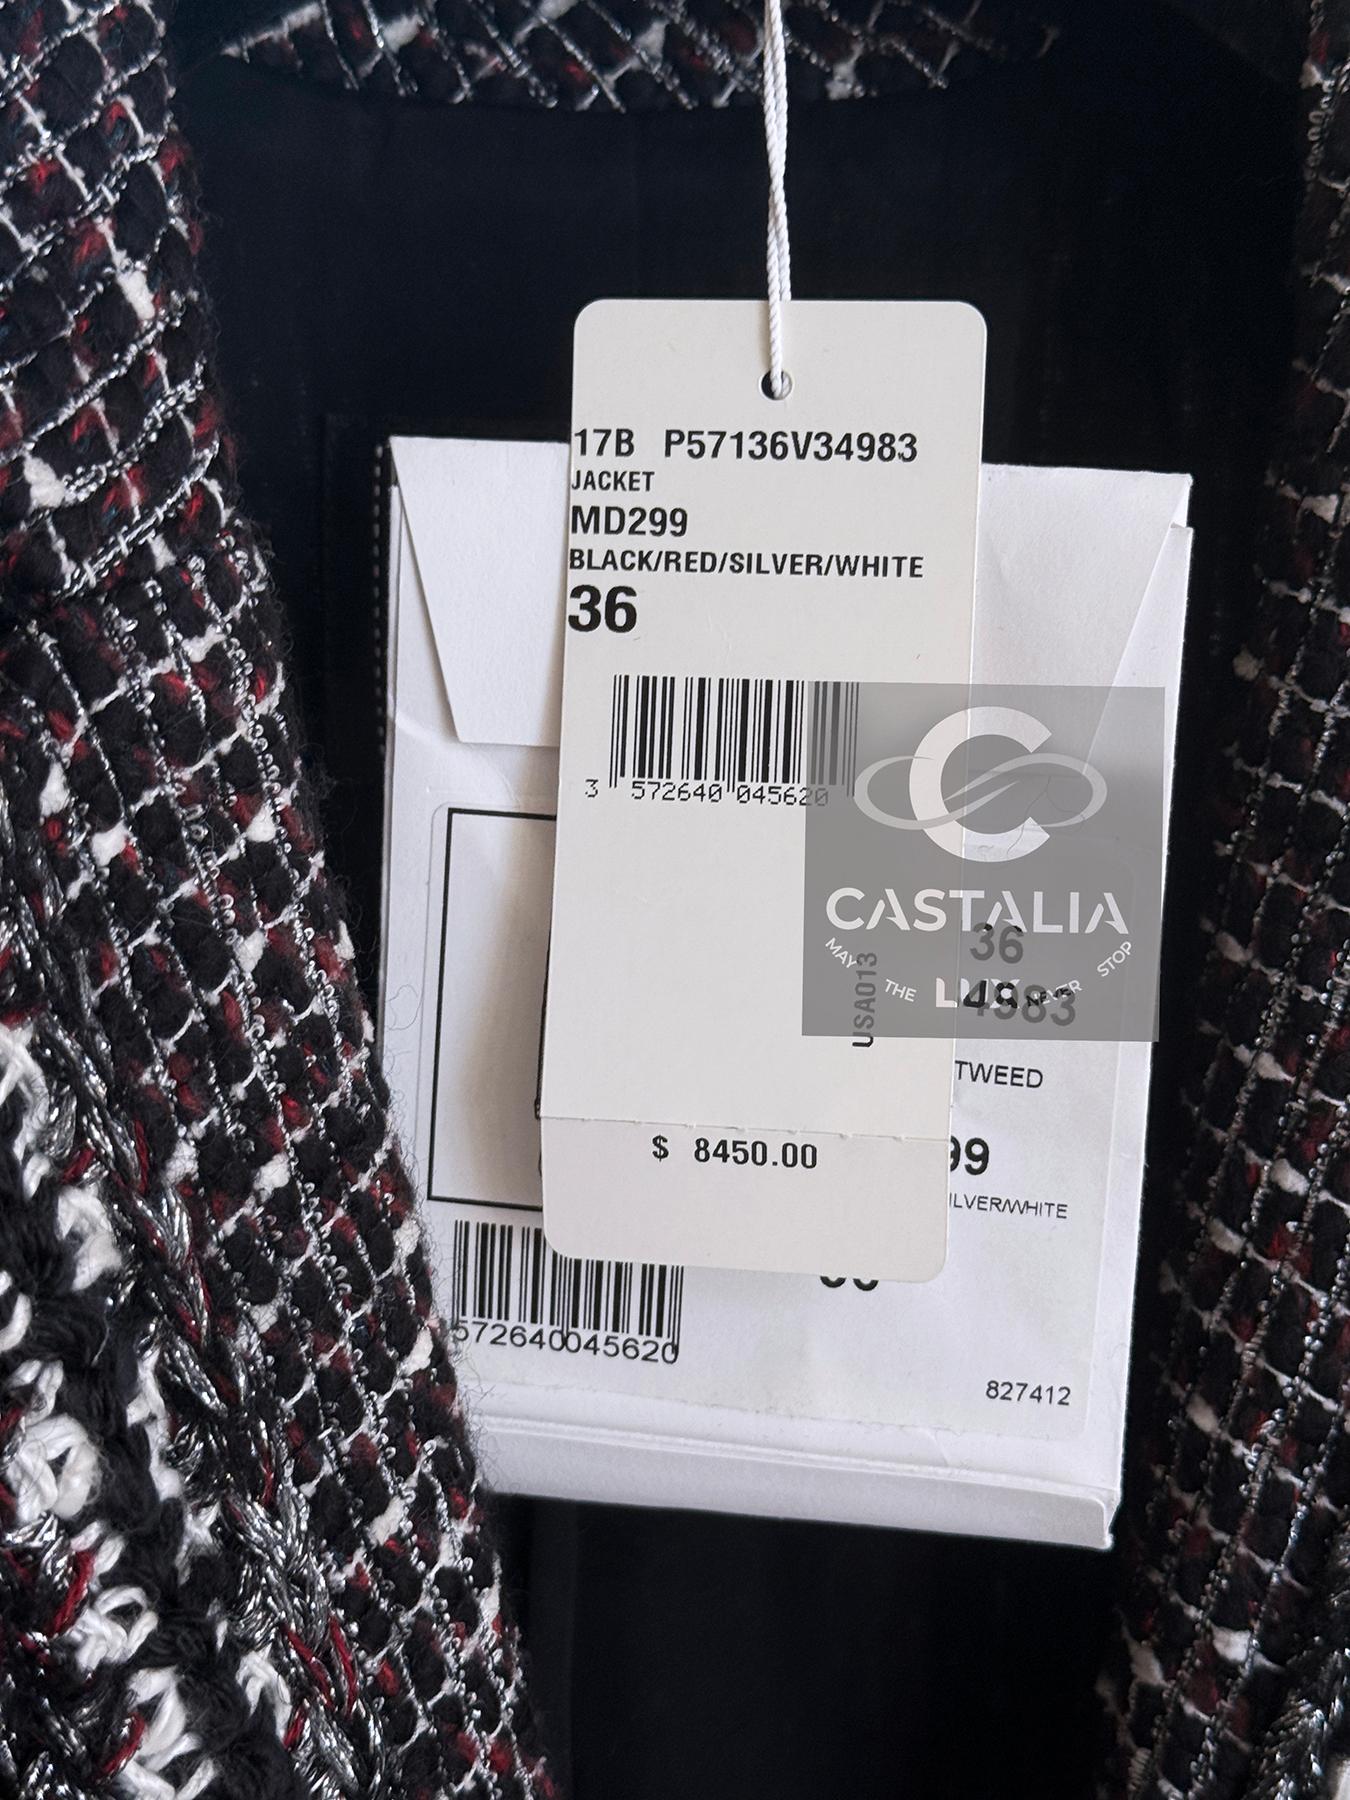 17B P57136V34983
JACKET
MD299
BLACK/RED/SILVER/WHITE
36
3 572640 045620
CASTALIA
MAY THE LUX NEVER STOP
USA013
36
4983
TWEED
99
ILVER/WHITE
$ 8450.00
572640045620
827412